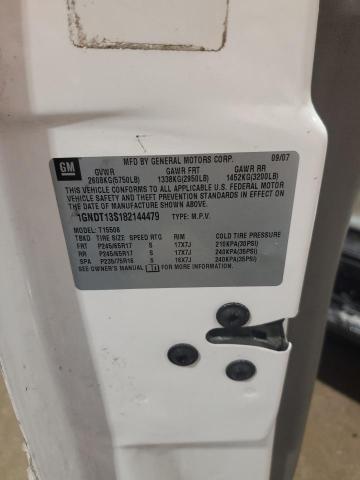 GM
MFD BY GENERAL MOTORS CORP. 09/07
GVWR GAWR FRT GAWR RR
2608KG(5750LB) 1338KG(2950LB) 1452KG(3200LB)
THIS VEHICLE CONFORMS TO ALL APPLICABLE U.S. FEDERAL MOTOR
VEHICLE SAFETY AND THEFT PREVENTION STANDARDS IN EFFECT ON
THE DATE OF MANUFACTURE SHOWN ABOVE.
1GNDT13S182144479 TYPE: M.P.V.
MODEL: T15506
TBKD TIRE SIZE SPEED RTG RIM COLD TIRE PRESSURE
FRT P245/65R17 S 17X7J 210KPA(30PSI)
RR P245/65R17 S 17X7J 240KPA(35PSI)
SPA P235/75R16 S 16X7J 240KPA(35PSI)
SEE OWNER'S MANUAL FOR MORE INFORMATION.